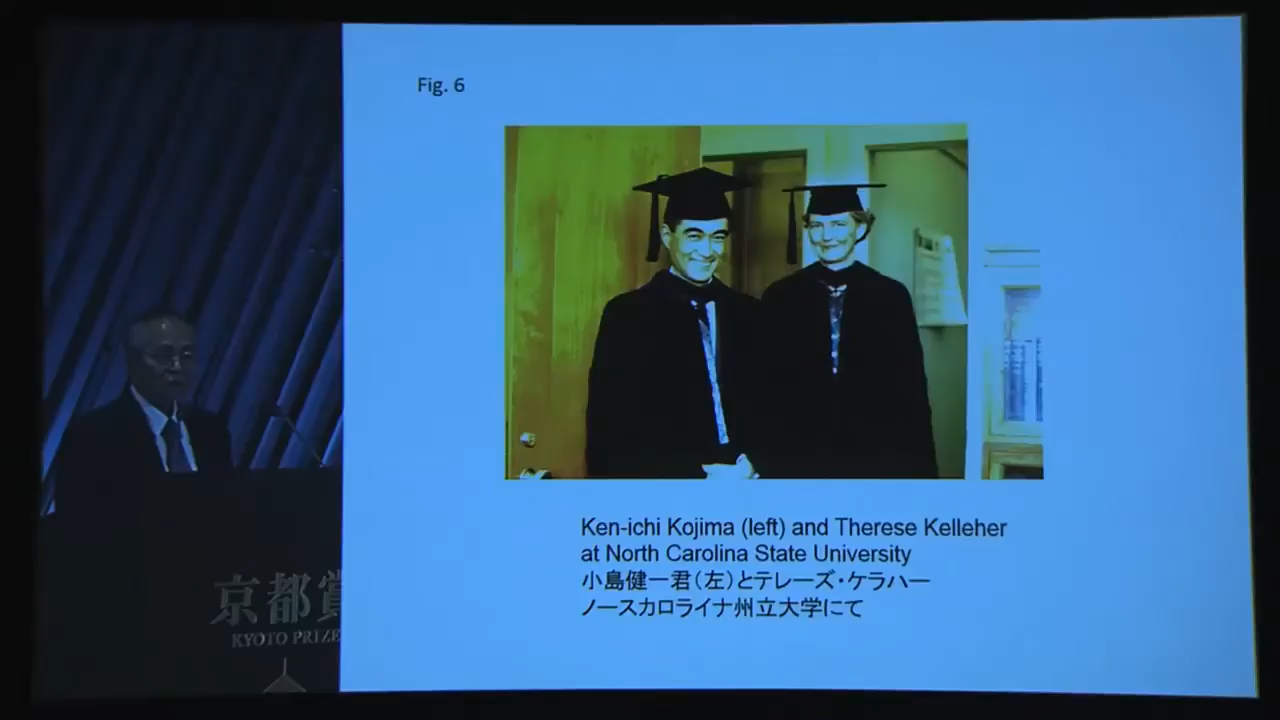 Fig. 6
Ken-ichi Kojima (left) and Therese Kelleher
at North Carolina State University
小島健一君(左)とテレーズ・ケラハー
ノースカロライナ州立大学にて
京都賞
KYOTO PRIZE